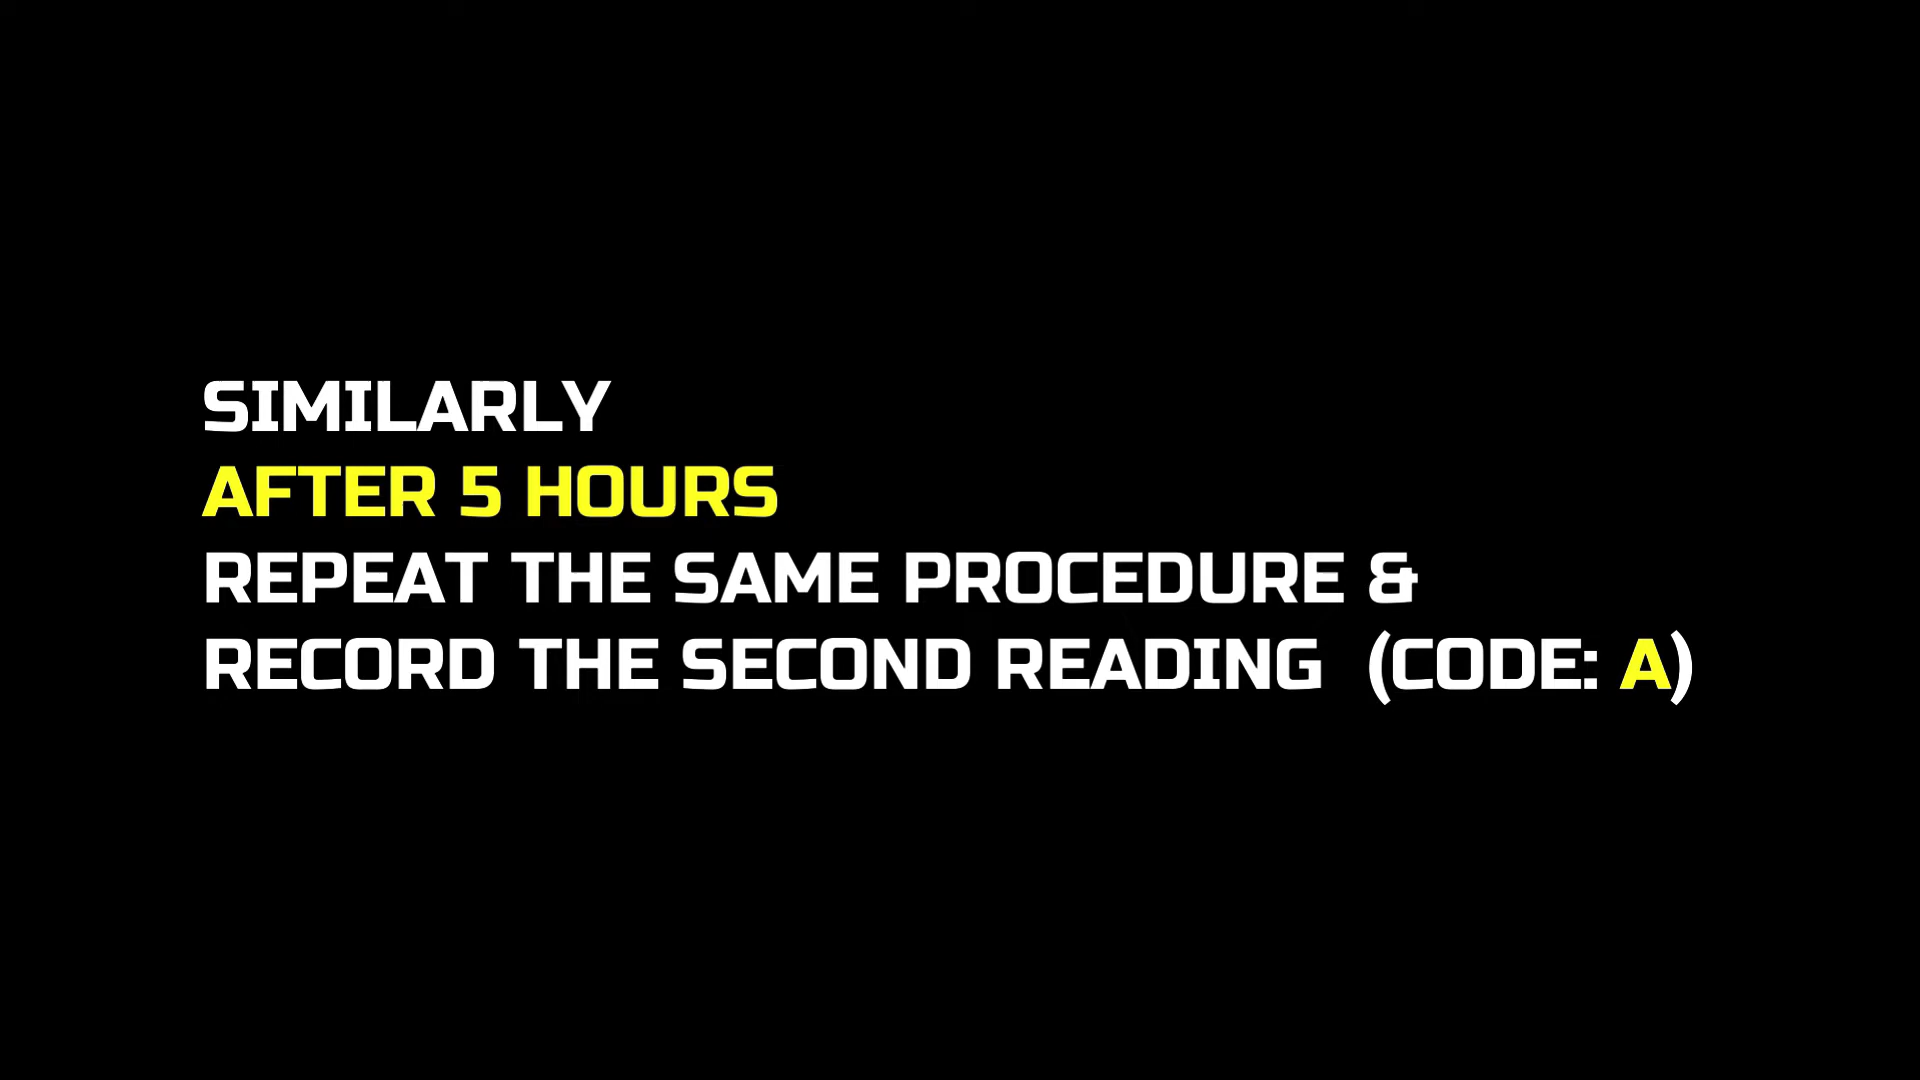 SIMILARLY
AFTER 5 HOURS
REPEAT THE SAME PROCEDURE &
RECORD THE SECOND READING (CODE: A)